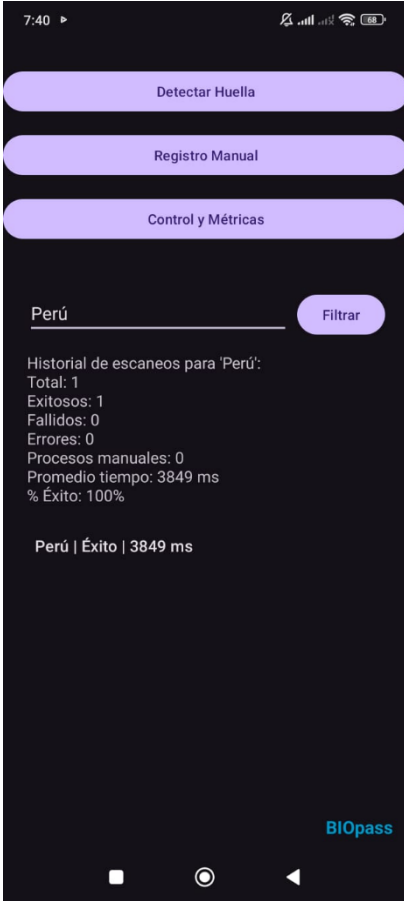 7:40
68
Detectar Huella
Registro Manual
Control y Métricas
Perú Filtrar
Historial de escaneos para 'Perú':
Total: 1
Exitosos: 1
Fallidos: 0
Errores: 0
Procesos manuales: 0
Promedio tiempo: 3849 ms
% Éxito: 100%
Perú | Éxito | 3849 ms
BIOpass